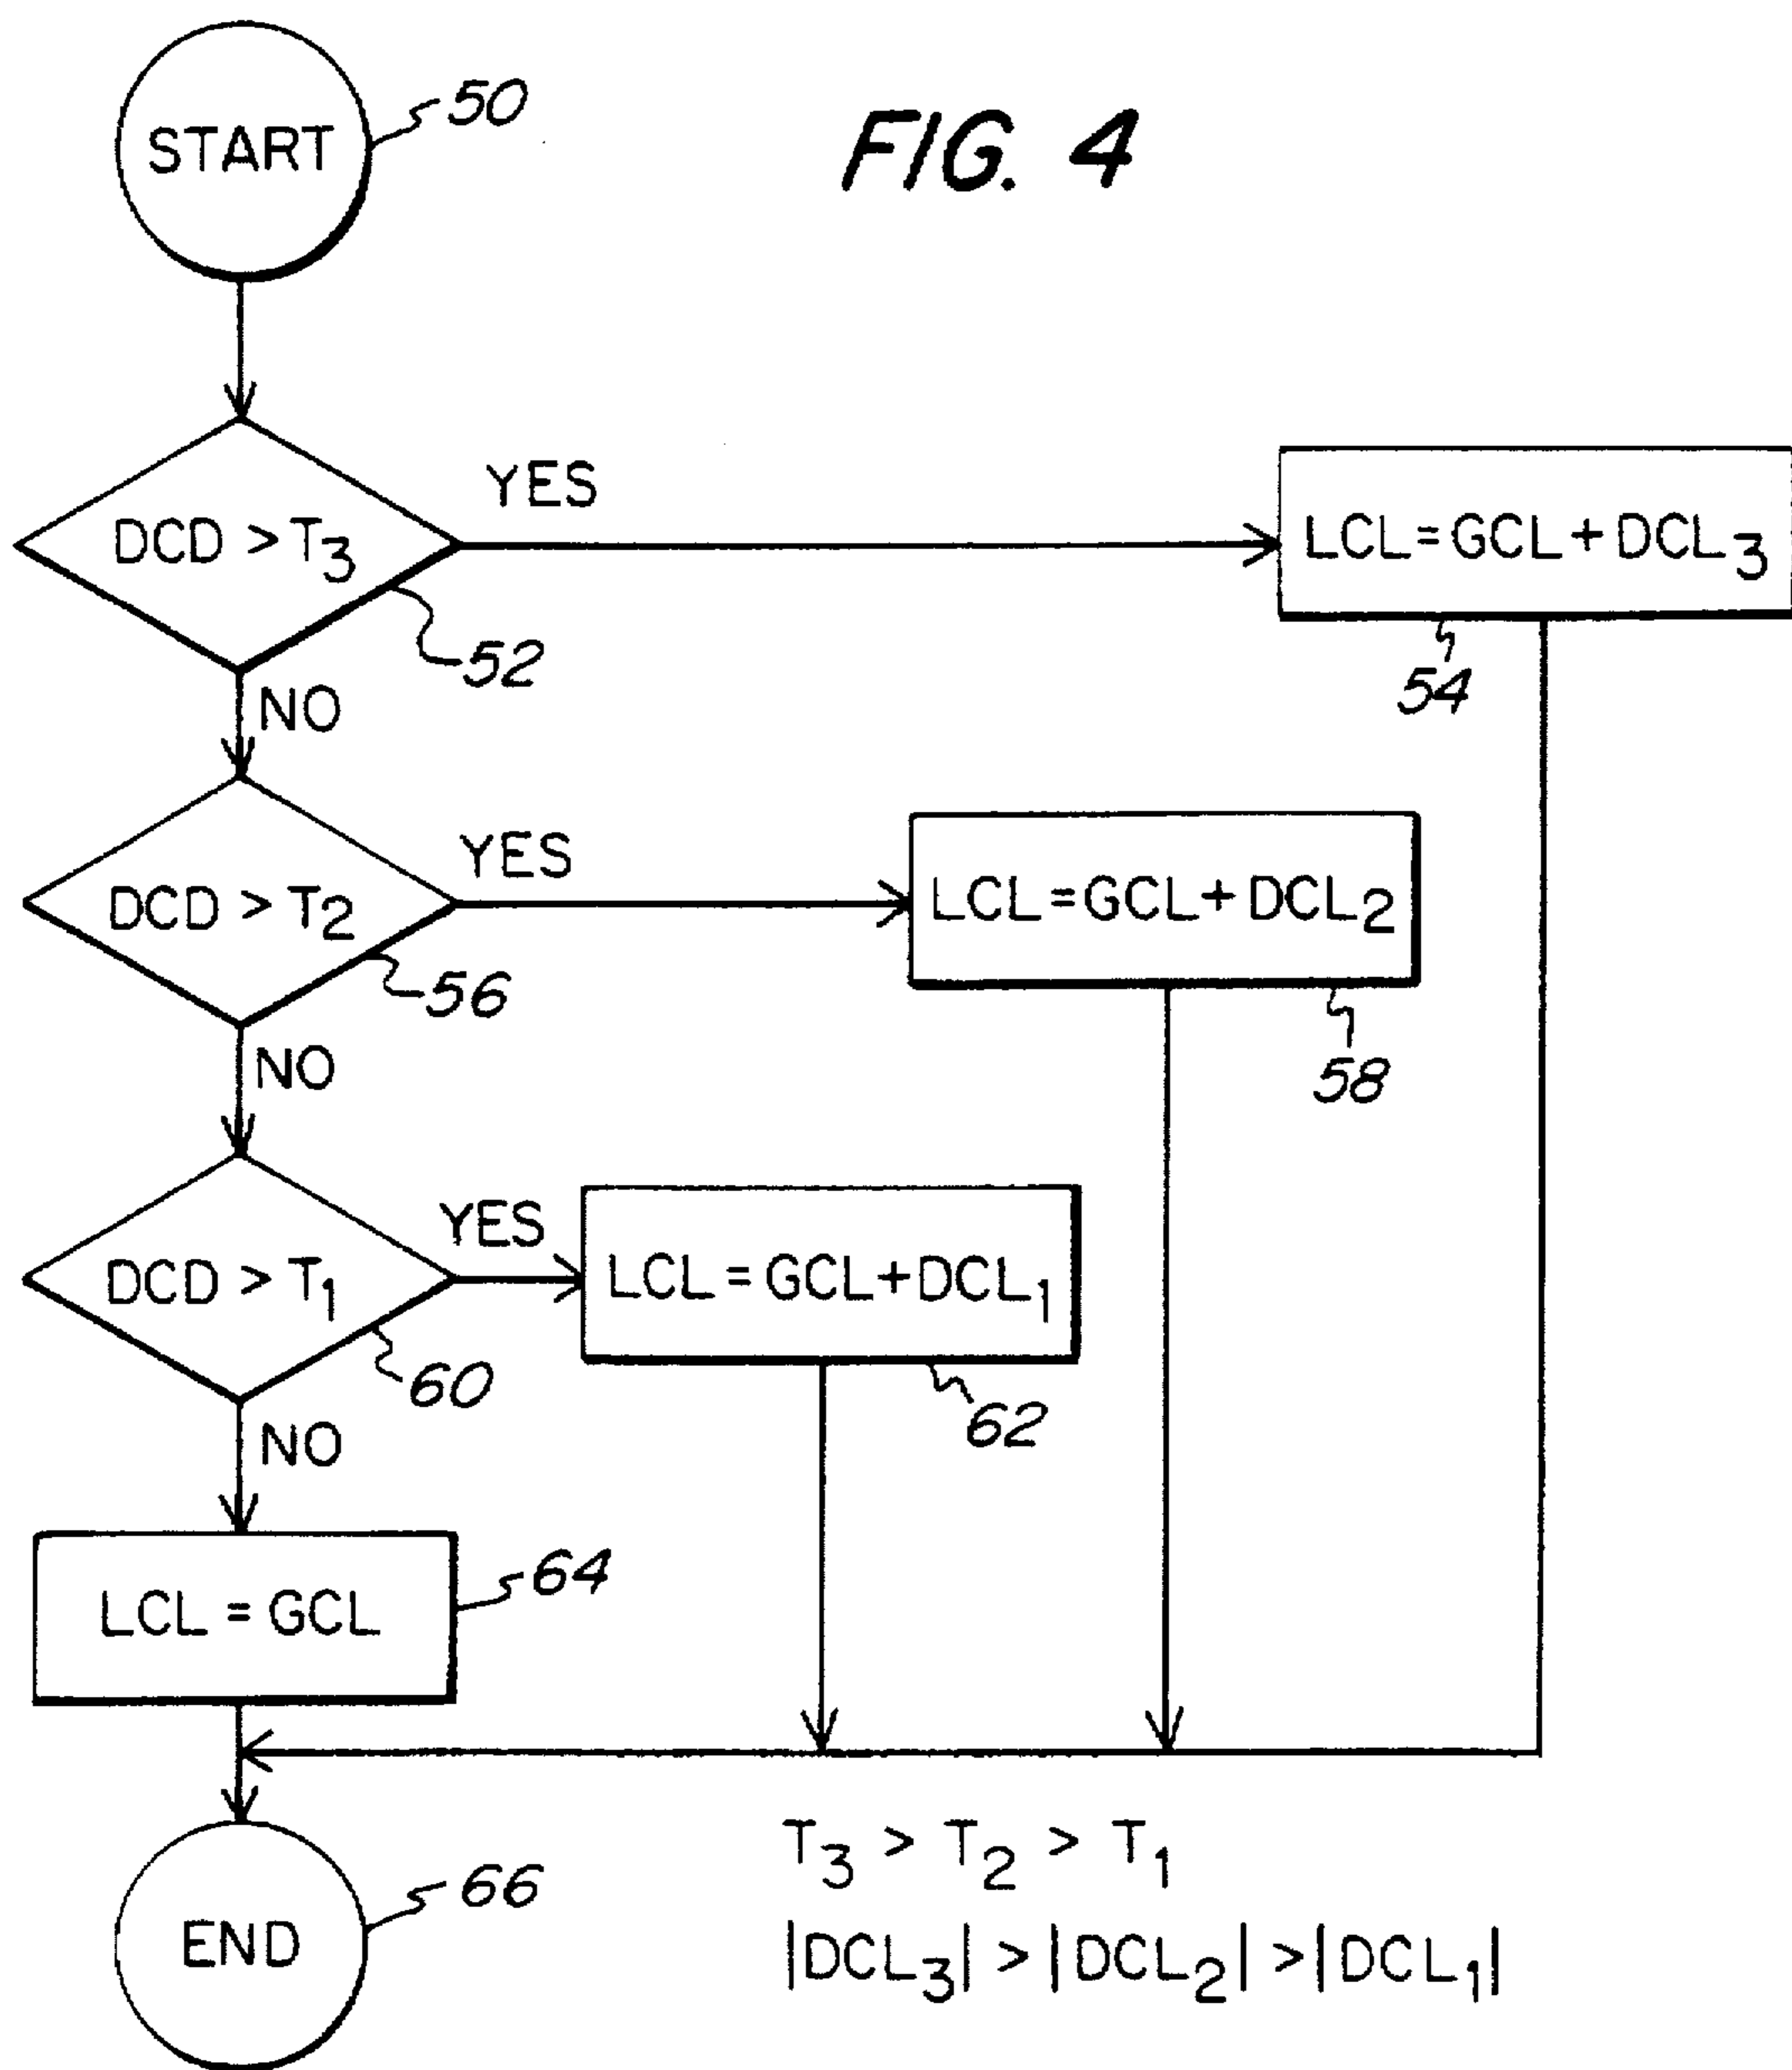 START
50
FIG. 4
DCD > T3
YES
52
LCL = GCL + DCL3
54
NO
DCD > T2
YES
56
LCL = GCL + DCL2
58
NO
DCD > T1
YES
60
LCL = GCL + DCL1
62
NO
LCL = GCL
64
END
66
T3 > T2 > T1
|DCL3| > |DCL2| > |DCL1|